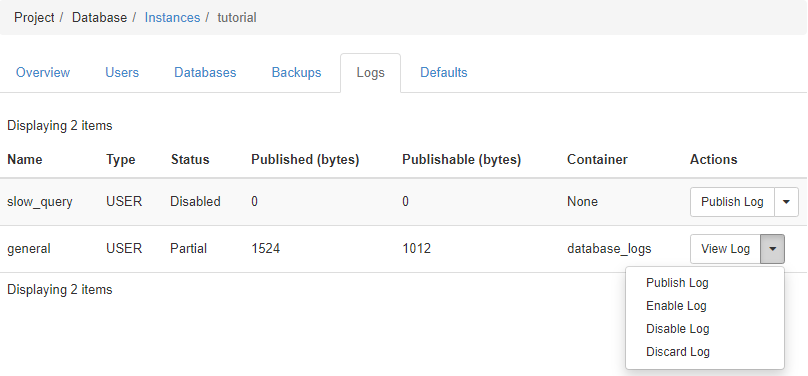 Project / Database / Instances / tutorial
Overview Users Databases Backups Logs Defaults
Displaying 2 items
Name Type Status Published (bytes) Publishable (bytes) Container Actions
slow_query USER Disabled 0 0 None Publish Log
general USER Partial 1524 1012 database_logs View Log
Displaying 2 items
Publish Log
Enable Log
Disable Log
Discard Log